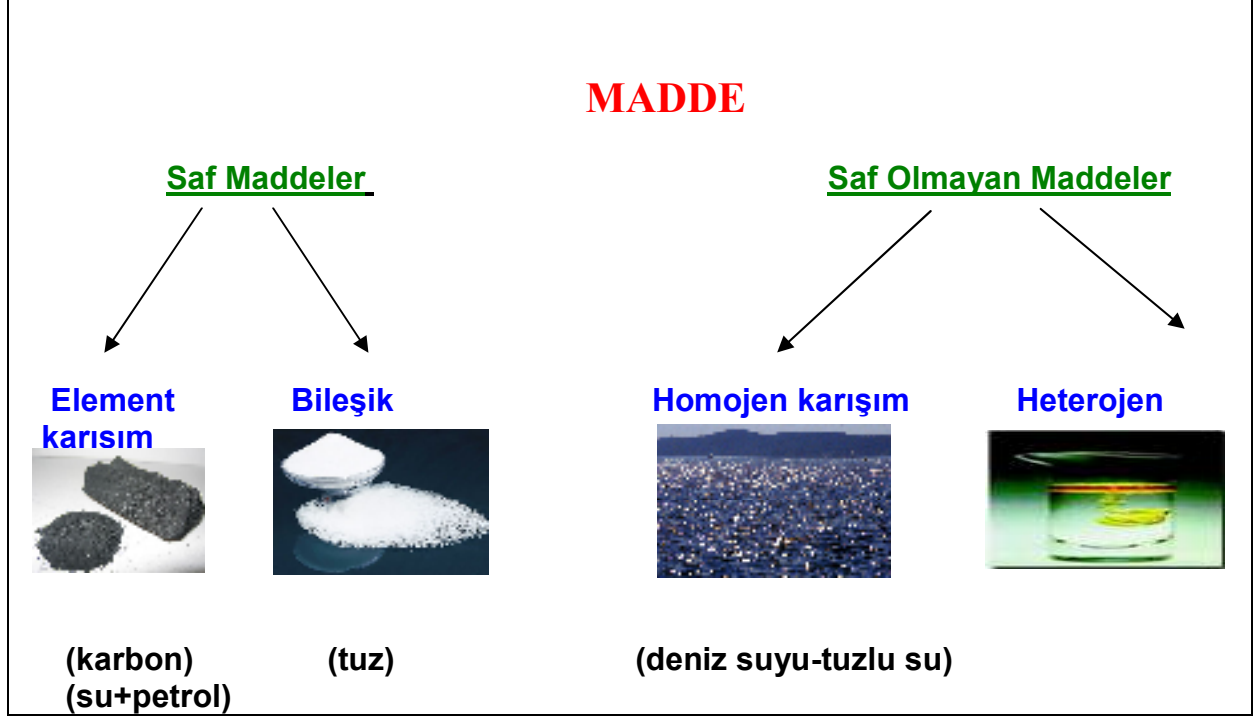 MADDE
Saf Maddeler Saf Olmayan Maddeler
Element Bileşik Homojen karışım Heterojen
karısım
(karbon) (tuz) (deniz suyu-tuzlu su)
(su+petrol)